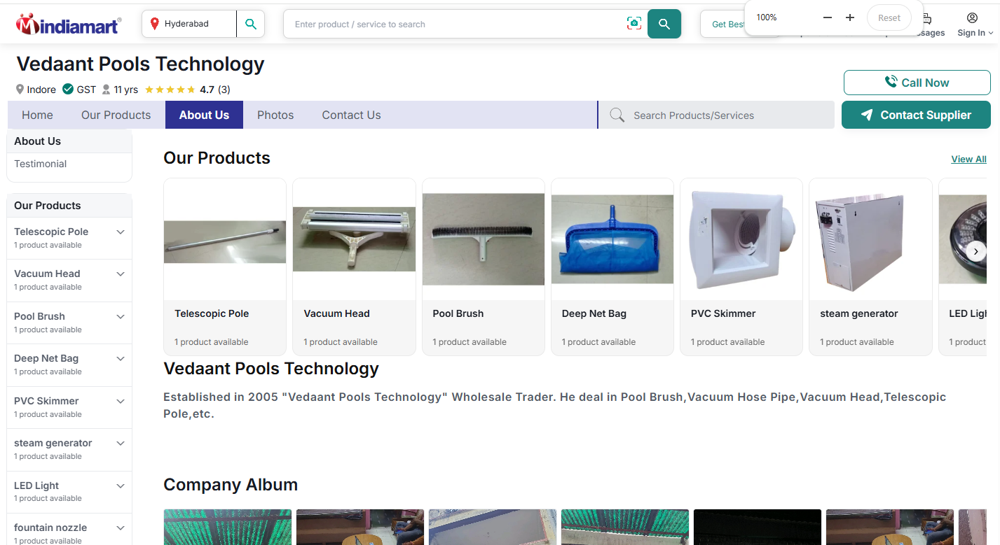 indiamart®
Hyderabad
Enter product / service to search
Get Best
100%
Reset
ssages
Sign In
Vedaant Pools Technology
Indore GST 11 yrs 4.7 (3)
Call Now
Home Our Products About Us Photos Contact Us Search Products/Services Contact Supplier
About Us
Testimonial
Our Products
Telescopic Pole
1 product available
Vacuum Head
1 product available
Pool Brush
1 product available
Deep Net Bag
1 product available
PVC Skimmer
1 product available
steam generator
1 product available
LED Light
1 product available
fountain nozzle
1 product available
Our Products View All
Telescopic Pole
1 product available
Vacuum Head
1 product available
Pool Brush
1 product available
Deep Net Bag
1 product available
PVC Skimmer
1 product available
steam generator
1 product available
LED Ligh
1 product
Vedaant Pools Technology
Established in 2005 "Vedaant Pools Technology" Wholesale Trader. He deal in Pool Brush,Vacuum Hose Pipe,Vacuum Head,Telescopic
Pole,etc.
Company Album